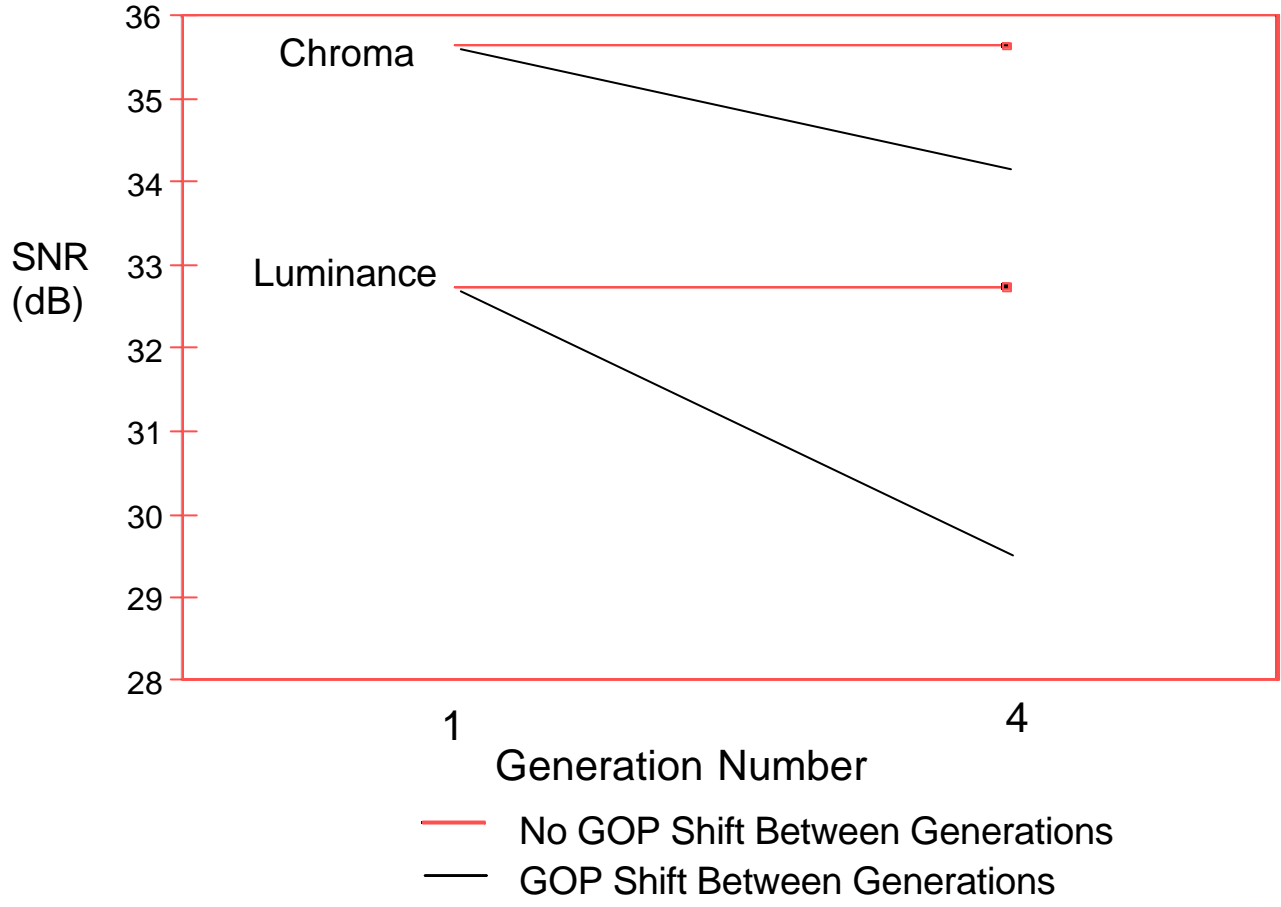 36
Chroma
35
34
SNR
(dB)
33
Luminance
32
31
30
29
28
1
4
Generation Number
No GOP Shift Between Generations
GOP Shift Between Generations